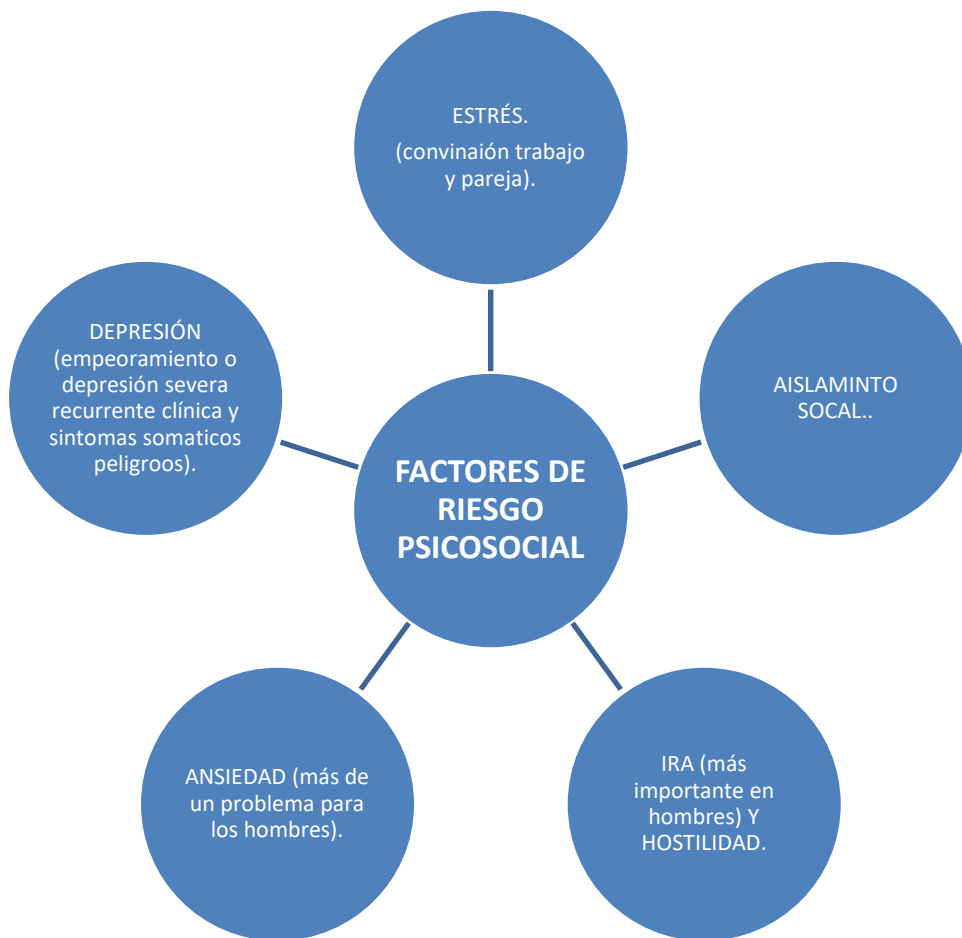 ESTRÉS.
(convinaión trabajo
y pareja).
DEPRESIÓN
(empeoramiento o
depresión severa
recurrente clínica y
sintomas somaticos
peligroos).
AISLAMINTO
SOCAL..
FACTORES DE
RIESGO
PSICOSOCIAL
ANSIEDAD (más de
un problema para
los hombres).
IRA (más
importante en
hombres) Y
HOSTILIDAD.